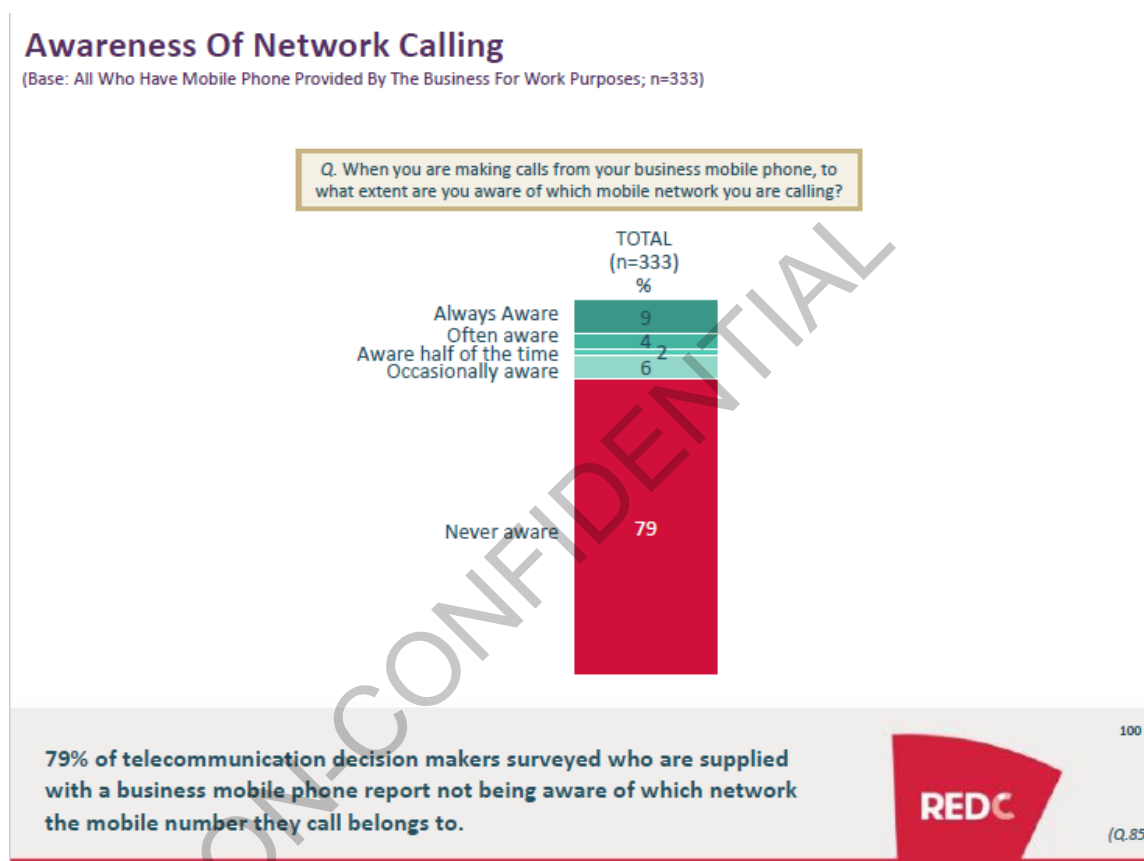 Awareness Of Network Calling
(Base: All Who Have Mobile Phone Provided By The Business For Work Purposes; n=333)
Q. When you are making calls from your business mobile phone, to
what extent are you aware of which mobile network you are calling?
TOTAL
(n=333)
%
Always Aware 9
Often aware 4
Aware half of the time 2
Occasionally aware 6
Never aware 79
ON-CONFIDENTIAL
79% of telecommunication decision makers surveyed who are supplied
with a business mobile phone report not being aware of which network
the mobile number they call belongs to.
REDC
100
(Q.85